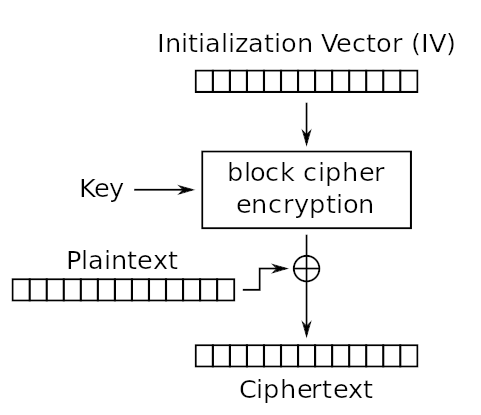 Initialization Vector (IV)
block cipher
encryption
Key
Plaintext
Ciphertext